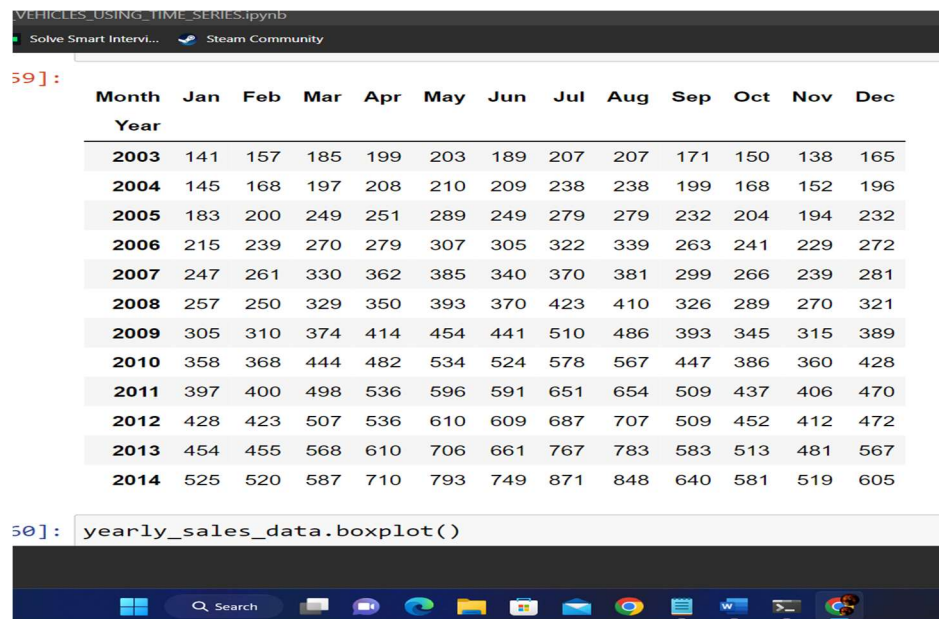 _VEHICLES_USING_TIME_SERIES.ipynb
Solve Smart Intervi... Steam Community
59]:
Month Jan Feb Mar Apr May Jun Jul Aug Sep Oct Nov Dec
Year
2003 141 157 185 199 203 189 207 207 171 150 138 165
2004 145 168 197 208 210 209 238 238 199 168 152 196
2005 183 200 249 251 289 249 279 279 232 204 194 232
2006 215 239 270 279 307 305 322 339 263 241 229 272
2007 247 261 330 362 385 340 370 381 299 266 239 281
2008 257 250 329 350 393 370 423 410 326 289 270 321
2009 305 310 374 414 454 441 510 486 393 345 315 389
2010 358 368 444 482 534 524 578 567 447 386 360 428
2011 397 400 498 536 596 591 651 654 509 437 406 470
2012 428 423 507 536 610 609 687 707 509 452 412 472
2013 454 455 568 610 706 661 767 783 583 513 481 567
2014 525 520 587 710 793 749 871 848 640 581 519 605
60]: yearly_sales_data.boxplot()
Search